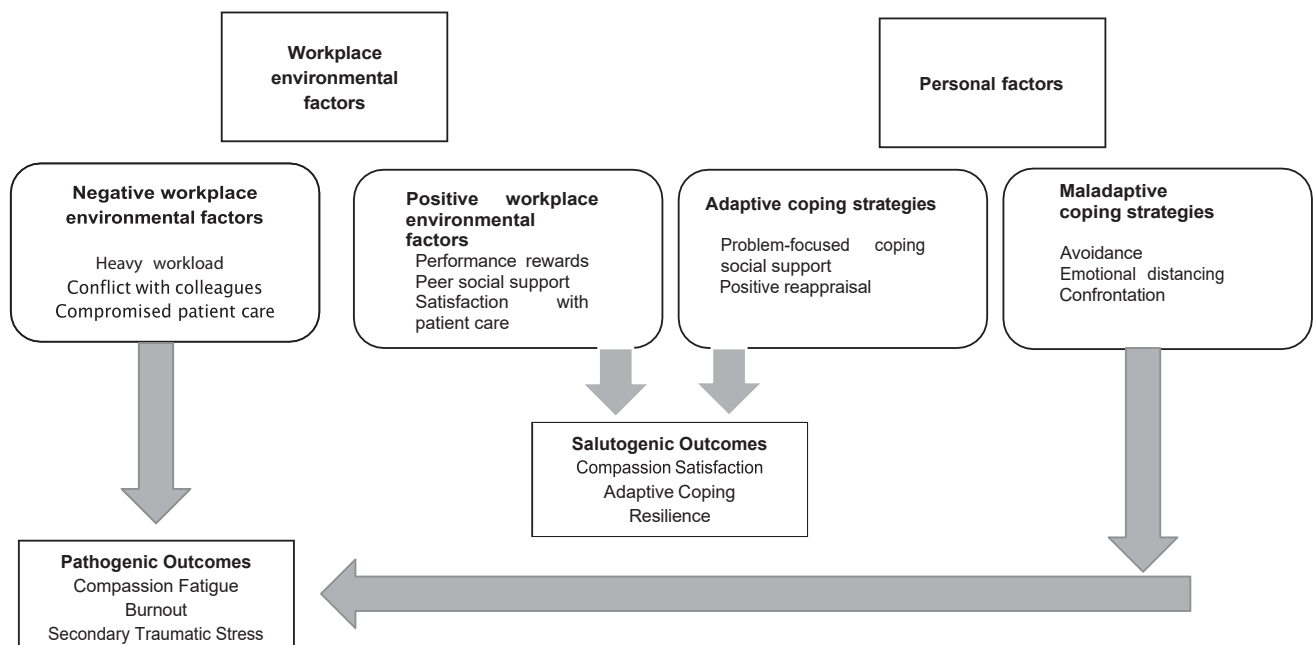 Workplace
environmental
factors
Personal factors
Negative workplace
environmental factors
Heavy workload
Conflict with colleagues
Compromised patient care
Positive workplace
environmental
factors
Performance rewards
Peer social support
Satisfaction with
patient care
Adaptive coping strategies
Problem-focused coping
social support
Positive reappraisal
Maladaptive
coping strategies
Avoidance
Emotional distancing
Confrontation
Salutogenic Outcomes
Compassion Satisfaction
Adaptive Coping
Resilience
Pathogenic Outcomes
Compassion Fatigue
Burnout
Secondary Traumatic Stress